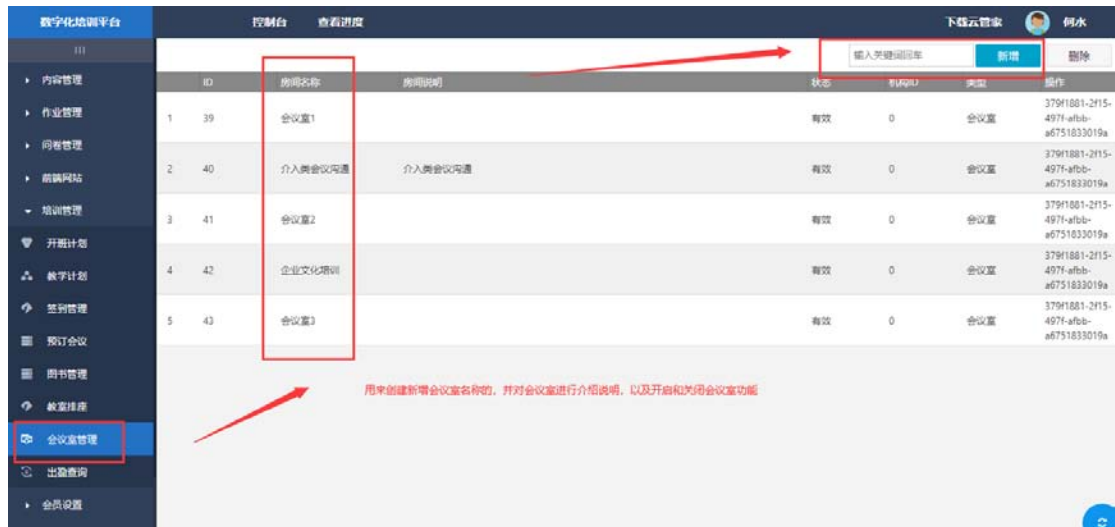 数字化培训平台 控制台 查看进度 下载云管家 何水
输入关键词回车 新增 删除
内容管理
作业管理
问卷管理
前端网站
培训管理
开班计划
教学计划
签到管理
预订会议
图书管理
教室排座
会议室管理
出勤查询
会员设置
ID 房间名称 房间说明 状态 机构ID 类型 操作
1 39 会议室1 有效 0 会议室 379f1881-2f15-
497f-afbb-
a6751833019a
2 40 介入类会议沟通 介入类会议沟通 有效 0 会议室 379f1881-2f15-
497f-afbb-
a6751833019a
3 41 会议室2 有效 0 会议室 379f1881-2f15-
497f-afbb-
a6751833019a
4 42 企业文化培训 有效 0 会议室 379f1881-2f15-
497f-afbb-
a6751833019a
5 43 会议室3 有效 0 会议室 379f1881-2f15-
497f-afbb-
a6751833019a
用来创建新增会议室名称的，并对会议室进行介绍说明，以及开启和关闭会议室功能